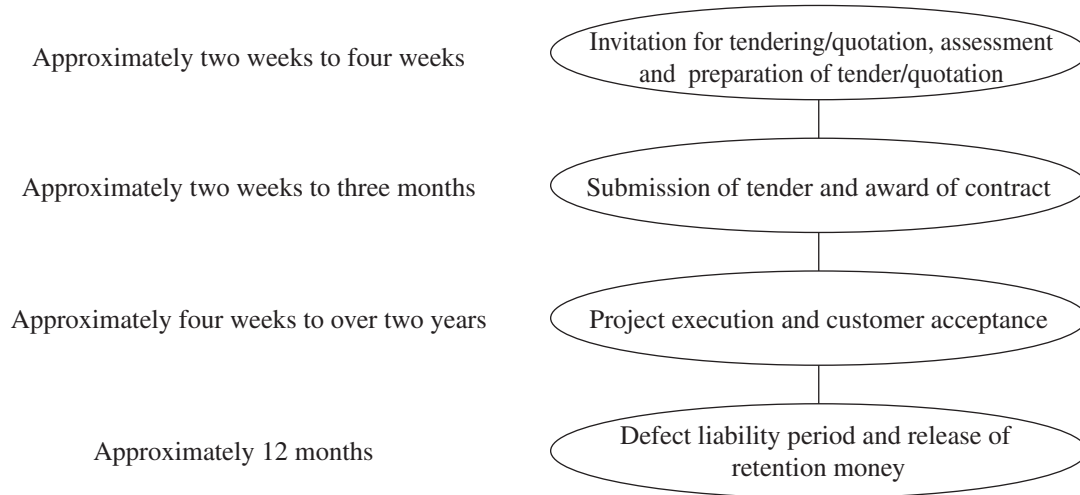 Approximately two weeks to four weeks
Invitation for tendering/quotation, assessment
and preparation of tender/quotation
Approximately two weeks to three months
Submission of tender and award of contract
Approximately four weeks to over two years
Project execution and customer acceptance
Approximately 12 months
Defect liability period and release of
retention money